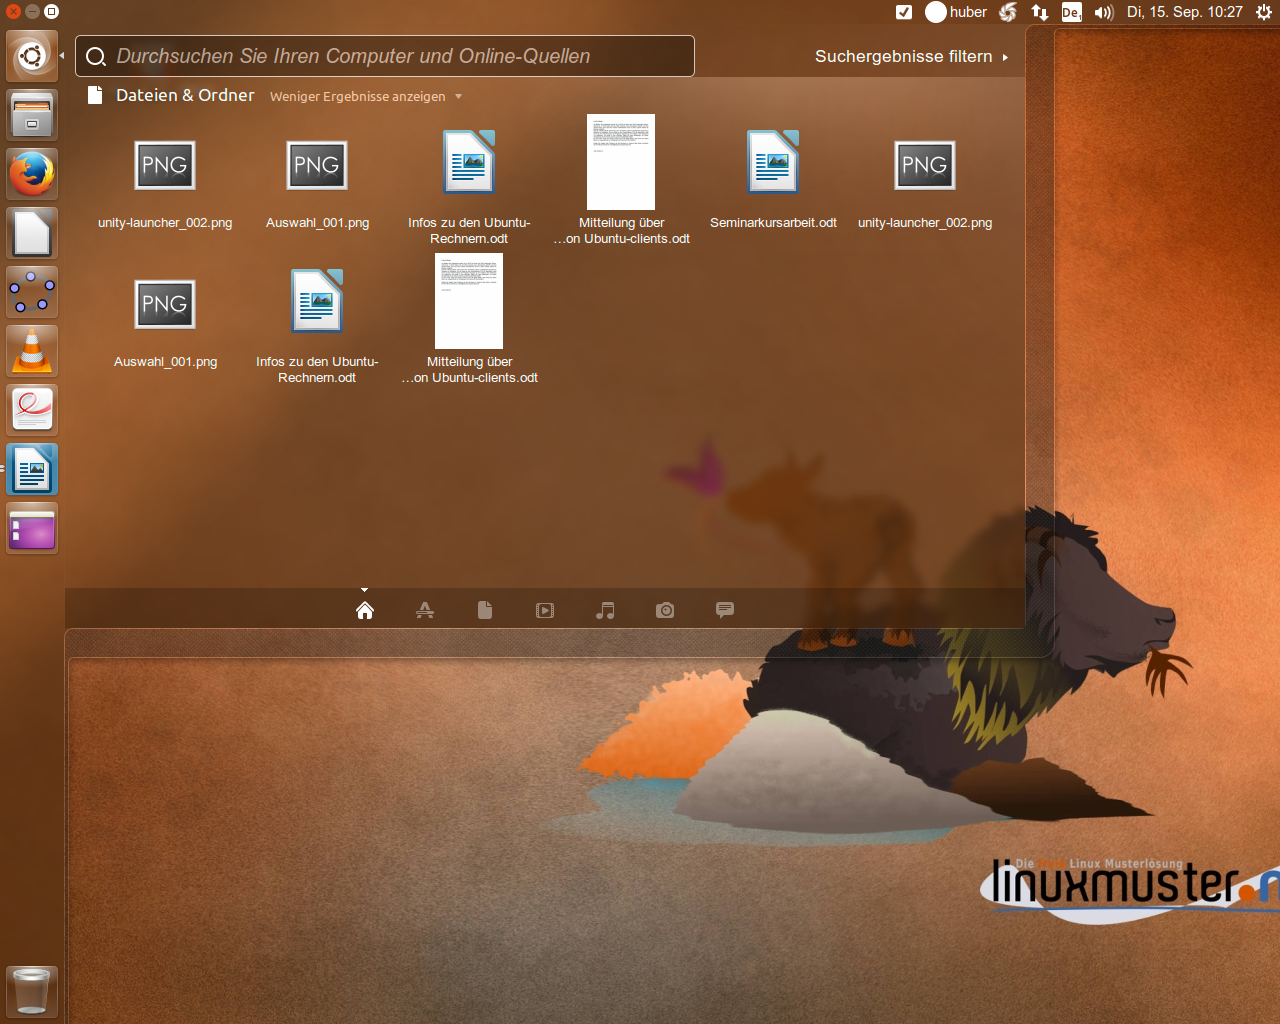 huber
De₁
Di, 15. Sep. 10:27
Durchsuchen Sie Ihren Computer und Online-Quellen
Suchergebnisse filtern
Dateien & Ordner
Weniger Ergebnisse anzeigen
PNG
PNG
PNG
unity-launcher_002.png
Auswahl_001.png
Infos zu den Ubuntu-
Rechnern.odt
Mitteilung über
…on Ubuntu-clients.odt
Seminarkursarbeit.odt
unity-launcher_002.png
PNG
Auswahl_001.png
Infos zu den Ubuntu-
Rechnern.odt
Mitteilung über
…on Ubuntu-clients.odt
Die Linux Musterlösung
linuxmuster.